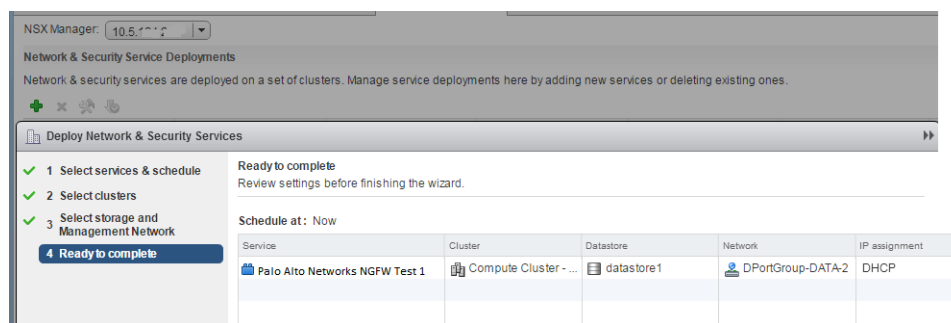 NSX Manager: 10.5.
Network & Security Service Deployments
Network & security services are deployed on a set of clusters. Manage service deployments here by adding new services or deleting existing ones.
Deploy Network & Security Services
1 Select services & schedule
2 Select clusters
3 Select storage and
Management Network
4 Ready to complete
Ready to complete
Review settings before finishing the wizard.
Schedule at: Now
Service Cluster Datastore Network IP assignment
Palo Alto Networks NGFW Test 1 Compute Cluster - ... datastore1 DPortGroup-DATA-2 DHCP